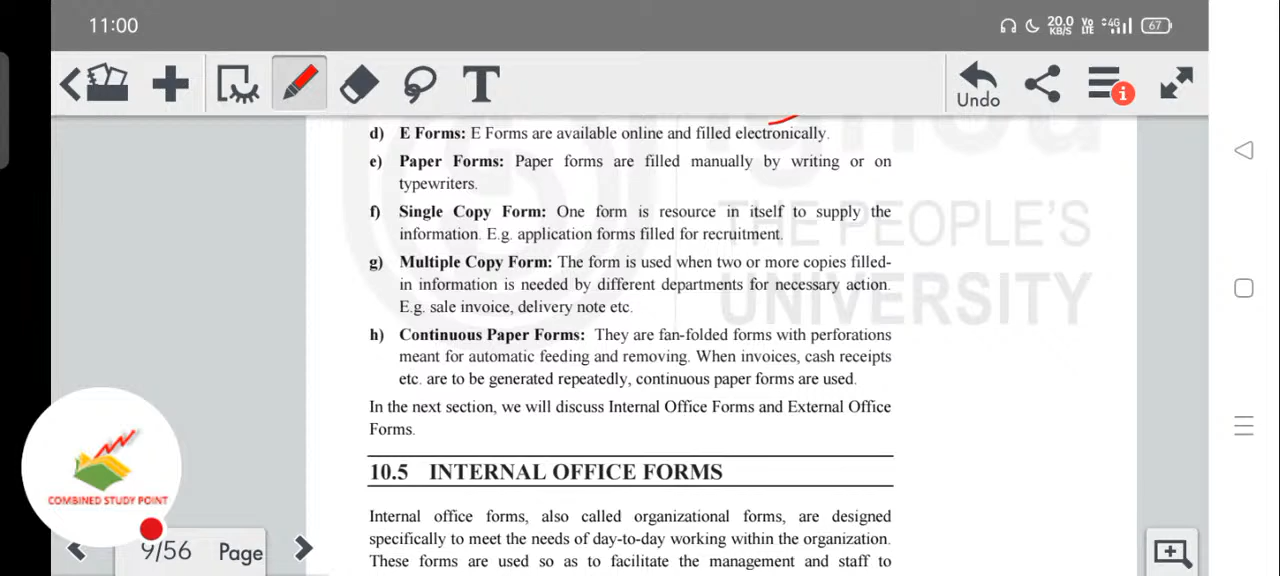 11:00
20.0 KB/S Vo LTE 4G 67
T
Undo
d) E Forms: E Forms are available online and filled electronically.
e) Paper Forms: Paper forms are filled manually by writing or on
typewriters.
f) Single Copy Form: One form is resource in itself to supply the
information. E.g. application forms filled for recruitment.
g) Multiple Copy Form: The form is used when two or more copies filled-
in information is needed by different departments for necessary action.
E.g. sale invoice, delivery note etc.
h) Continuous Paper Forms: They are fan-folded forms with perforations
meant for automatic feeding and removing. When invoices, cash receipts
etc. are to be generated repeatedly, continuous paper forms are used.
In the next section, we will discuss Internal Office Forms and External Office
Forms.
10.5 INTERNAL OFFICE FORMS
Internal office forms, also called organizational forms, are designed
specifically to meet the needs of day-to-day working within the organization.
These forms are used so as to facilitate the management and staff to
THE PEOPLE'S
UNIVERSITY
COMBINED STUDY POINT
9/56 Page